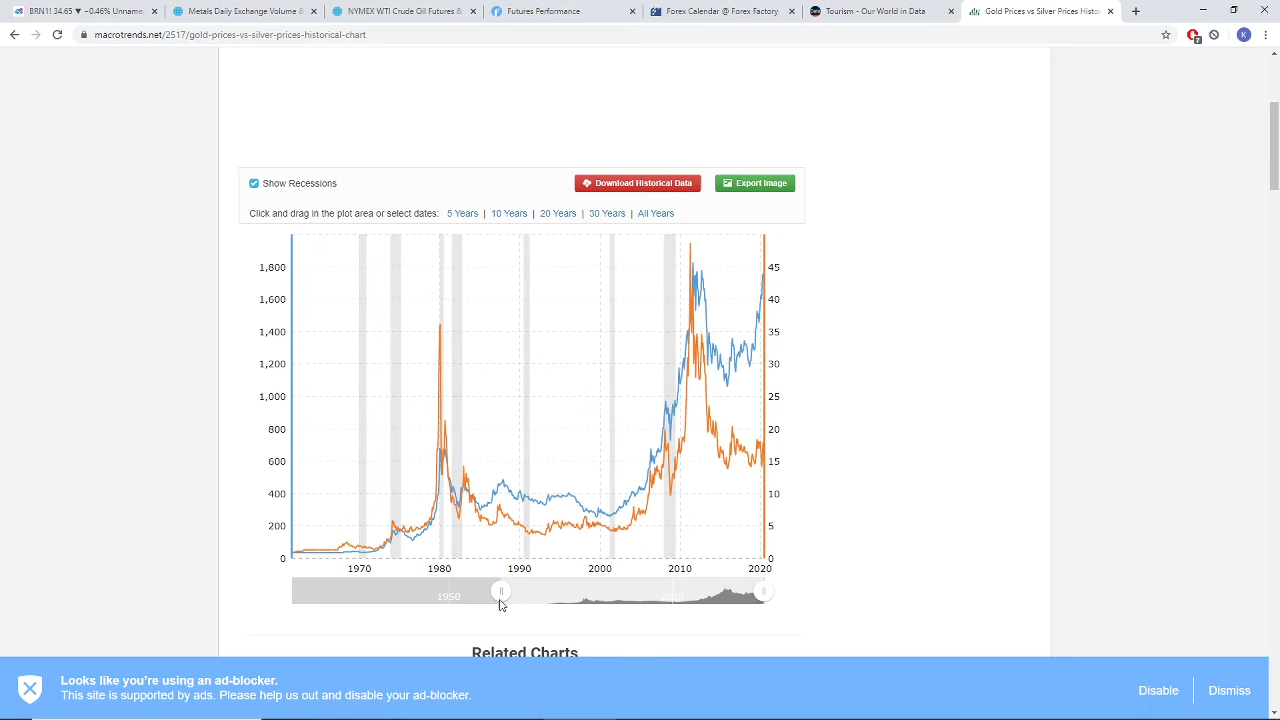 BRN1! 34.65 ▼ −0.46% Unnamed
Metals Daily Exchange Volume &
NYMEX WTI Crude Oil Futures &
Futures Performance
Forex Calendar @ Forex Factory
Tourism - Our World in Data
Gold Prices vs Silver Prices Histo
macrotrends.net/2517/gold-prices-vs-silver-prices-historical-chart
7
K
Show Recessions
Download Historical Data
Export Image
Click and drag in the plot area or select dates: 5 Years | 10 Years | 20 Years | 30 Years | All Years
1,800 45
1,600 40
1,400 35
1,200 30
1,000 25
800 20
600 15
400 10
200 5
0 0
1970 1980 1990 2000 2010 2020
1950 2000
Related Charts
Looks like you're using an ad-blocker.
This site is supported by ads. Please help us out and disable your ad-blocker.
Disable
Dismiss